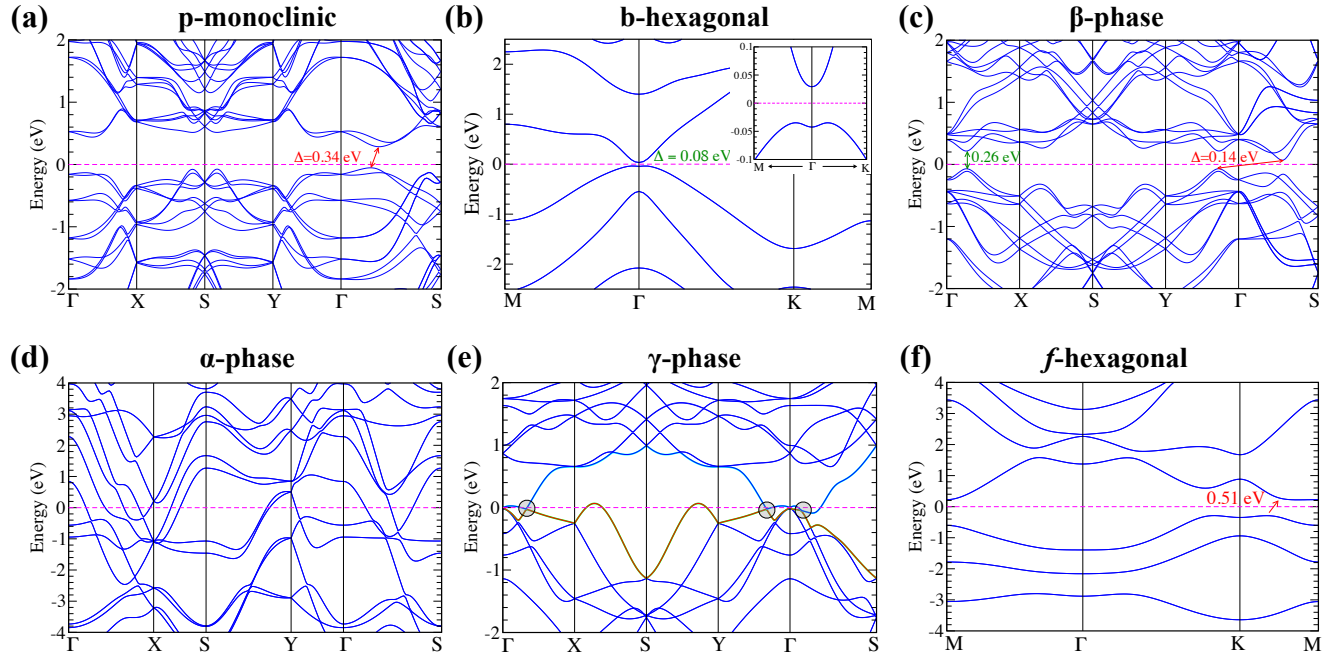 (a) p-monoclinic
Energy (eV)
2
1
0
-1
-2
Δ=0.34 eV
Γ X S Y Γ S
(b) b-hexagonal
Energy (eV)
2
1
0
-1
-2
Δ = 0.08 eV
0.1
0.05
0
-0.05
-0.1
M Γ K
M Γ K M
(c) β-phase
Energy (eV)
2
1
0
-1
-2
0.26 eV
Δ=0.14 eV
Γ X S Y Γ S
(d) α-phase
Energy (eV)
4
3
2
1
0
-1
-2
-3
-4
Γ X S Y Γ S
(e) γ-phase
Energy (eV)
2
1
0
-1
-2
Γ X S Y Γ S
(f) f-hexagonal
Energy (eV)
4
3
2
1
0
-1
-2
-3
-4
0.51 eV
M Γ K M